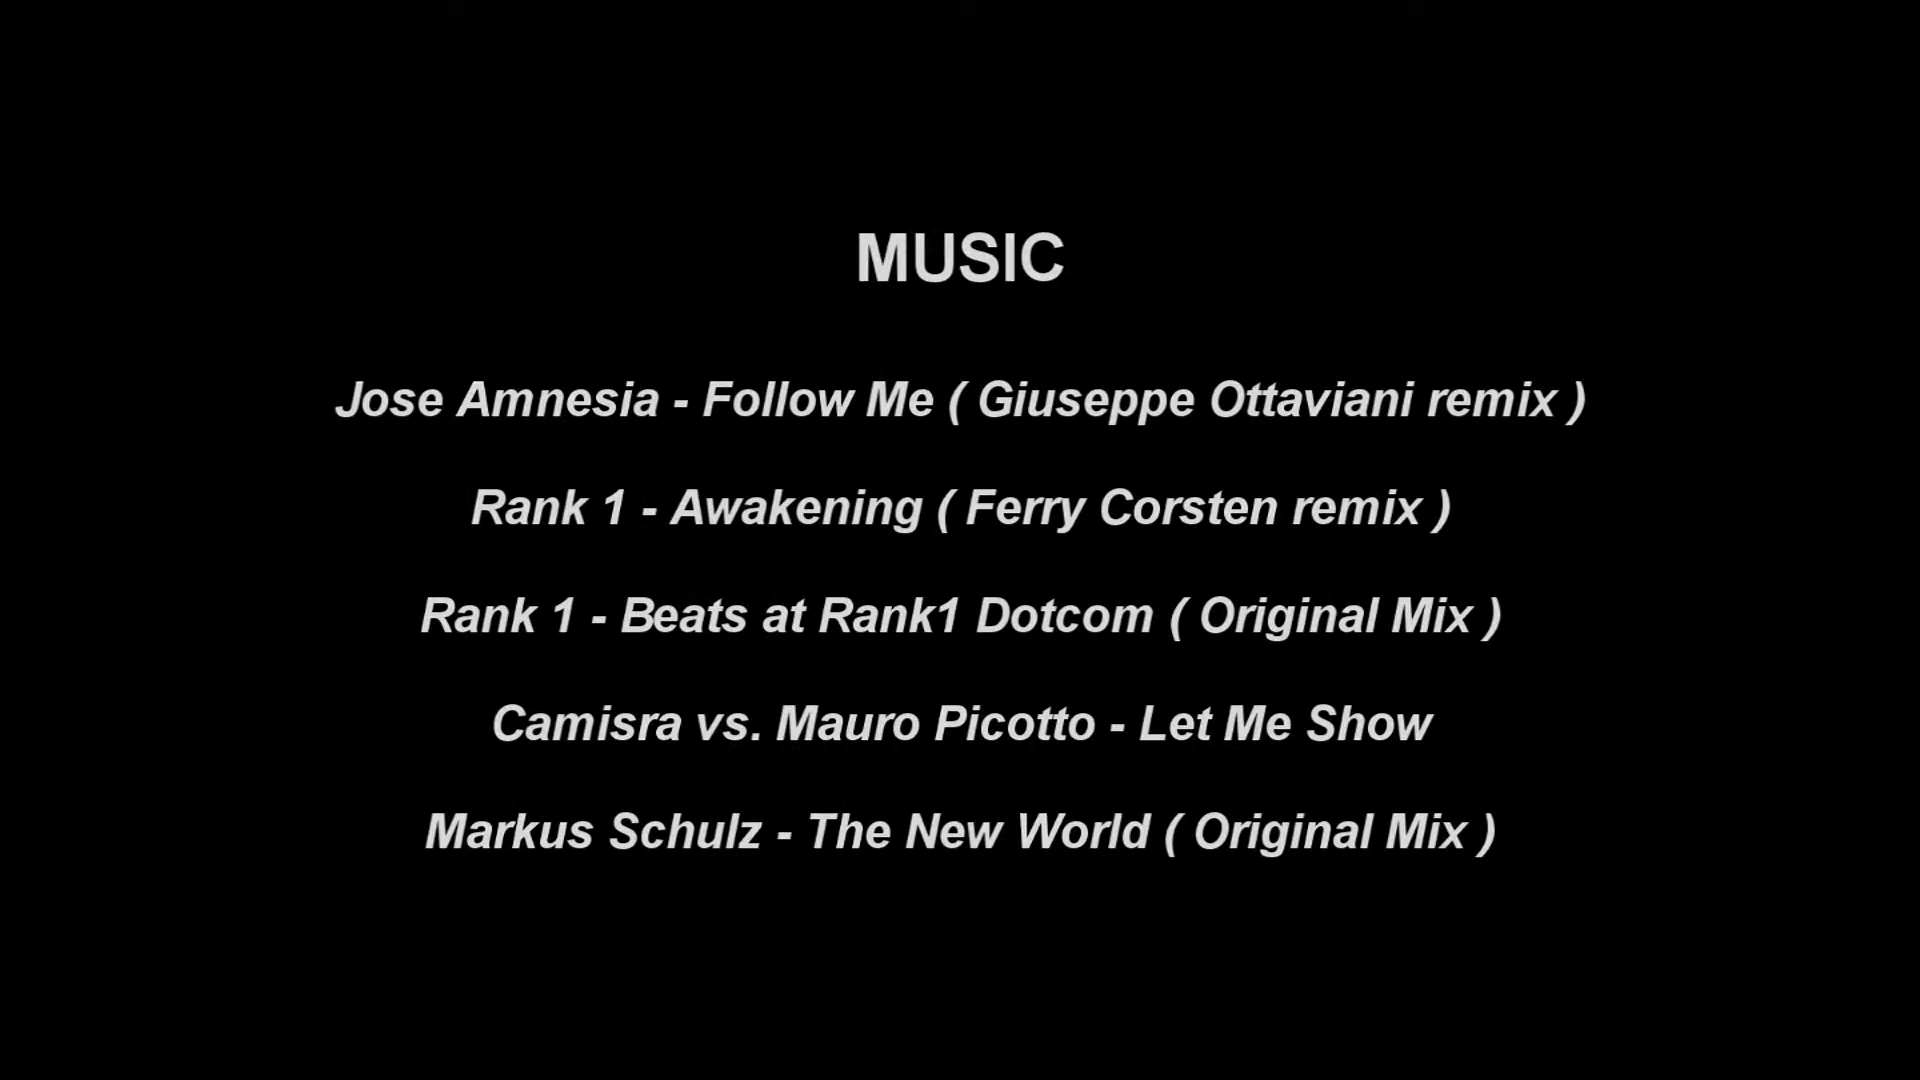 MUSIC
Jose Amnesia - Follow Me ( Giuseppe Ottaviani remix )
Rank 1 - Awakening ( Ferry Corsten remix )
Rank 1 - Beats at Rank1 Dotcom ( Original Mix )
Camisra vs. Mauro Picotto - Let Me Show
Markus Schulz - The New World ( Original Mix )